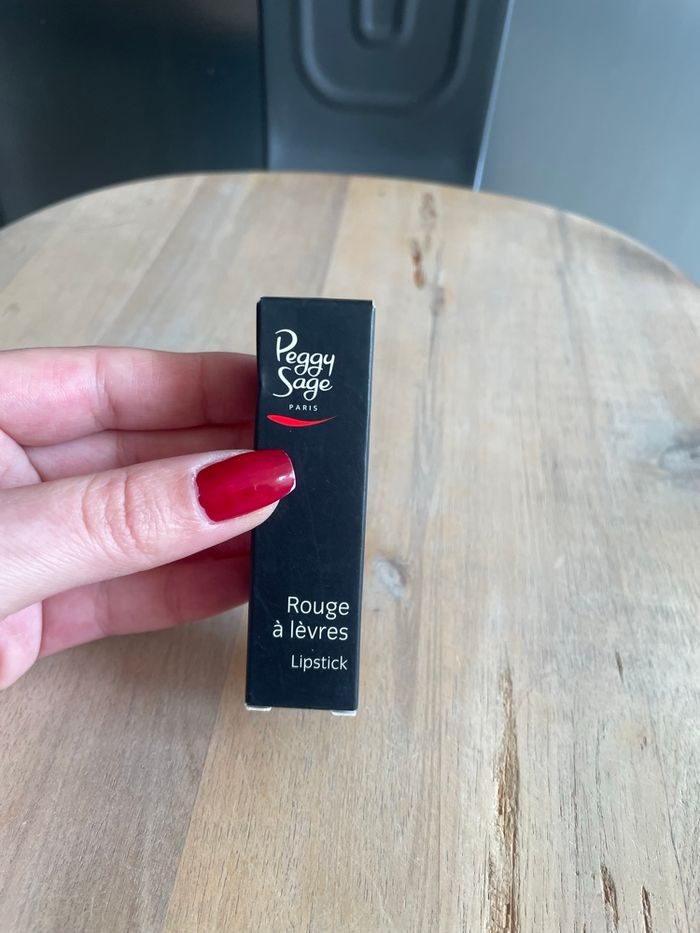 Peggy
Sage
PARIS
Rouge
à lèvres
Lipstick